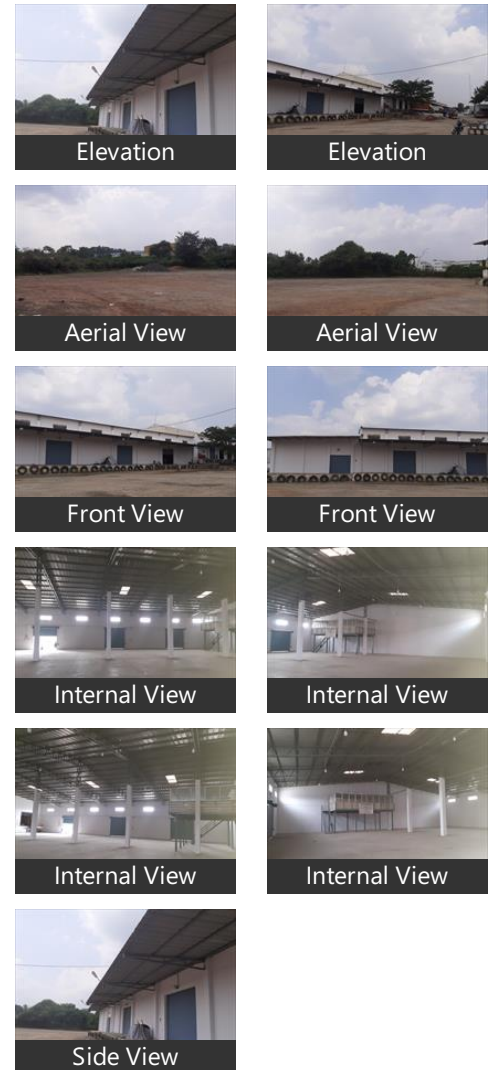 Elevation
Elevation
Aerial View
Aerial View
Front View
Front View
Internal View
Internal View
Internal View
Internal View
Side View